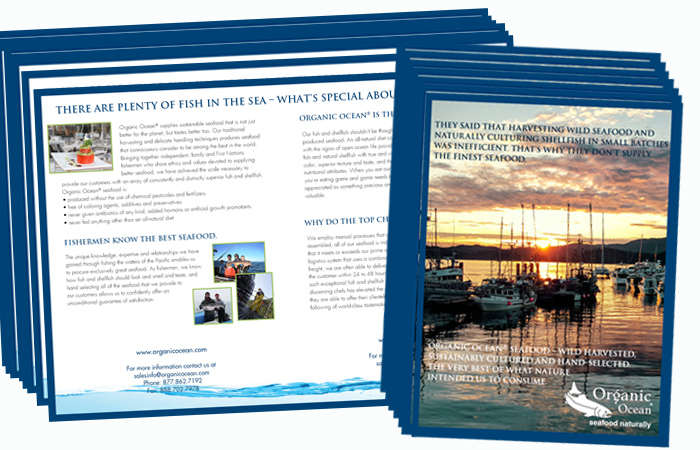 THERE ARE PLENTY OF FISH IN THE SEA – WHAT'S SPECIAL ABOU
Organic Ocean® supplies sustainable seafood that is not just
better for the planet, but tastes better too. Our traditional
harvesting and delicate handling techniques produces seafood
that connoisseurs consider to be among the best in the world.
Bringing together independent, family and First Nations
fishermen who share ethics and values devoted to supplying
better seafood, we have achieved the scale necessary to
provide our customers with an array of consistently and distinctly superior fish and shellfish.
Organic Ocean® seafood is:
• produced without the use of chemical pesticides and fertilizers
• free of coloring agents, additives and preservatives
• never given antibiotics of any kind, added hormones or artificial growth promotants
• never fed anything other than an all-natural diet
FISHERMEN KNOW THE BEST SEAFOOD.
The unique knowledge, expertise and relationships we have
gained through fishing the waters of the Pacific enables us
to procure exclusively great seafood. As fishermen, we know
how fish and shellfish should look and smell and taste, and
hand selecting all of the seafood that we provide to
our customers allows us to confidently offer an
unconditional guarantee of satisfaction.
www.organicocean.com
For more information contact us at
salesinfo@organicocean.com
Phone: 877.862.7192
Fax: 888.702.7978
ORGANIC OCEAN® IS TH
Our fish and shellfish shouldn't be thoug
produced seafood. An all-natural diet co
with the rigors of open ocean life provid
fish and natural shellfish with true and
color, superior texture and taste, and the
nutritional attributes. When you eat our
you're eating game and game needs
appreciated as something precious an
valuable.
WHY DO THE TOP CH
We employ manual processes that a
assembled, all of our seafood is ind
that it meets or exceeds our prime q
logistics system that uses a combina
freight, we are often able to deliver
the customer within 24 to 48 hours
such exceptional fish and shellfish
discerning chefs has elevated the
they are able to offer their clientele
following of world-class tastemake
THEY SAID THAT HARVESTING WILD SEAFOOD AND
NATURALLY CULTURING SHELLFISH IN SMALL BATCHES
WAS INEFFICIENT. THAT'S WHY THEY DON'T SUPPLY
THE FINEST SEAFOOD.
ORGANIC OCEAN® SEAFOOD – WILD HARVESTED,
SUSTAINABLY CULTURED AND HAND-SELECTED.
THE VERY BEST OF WHAT NATURE
INTENDED US TO CONSUME
Organic
Ocean
seafood naturally